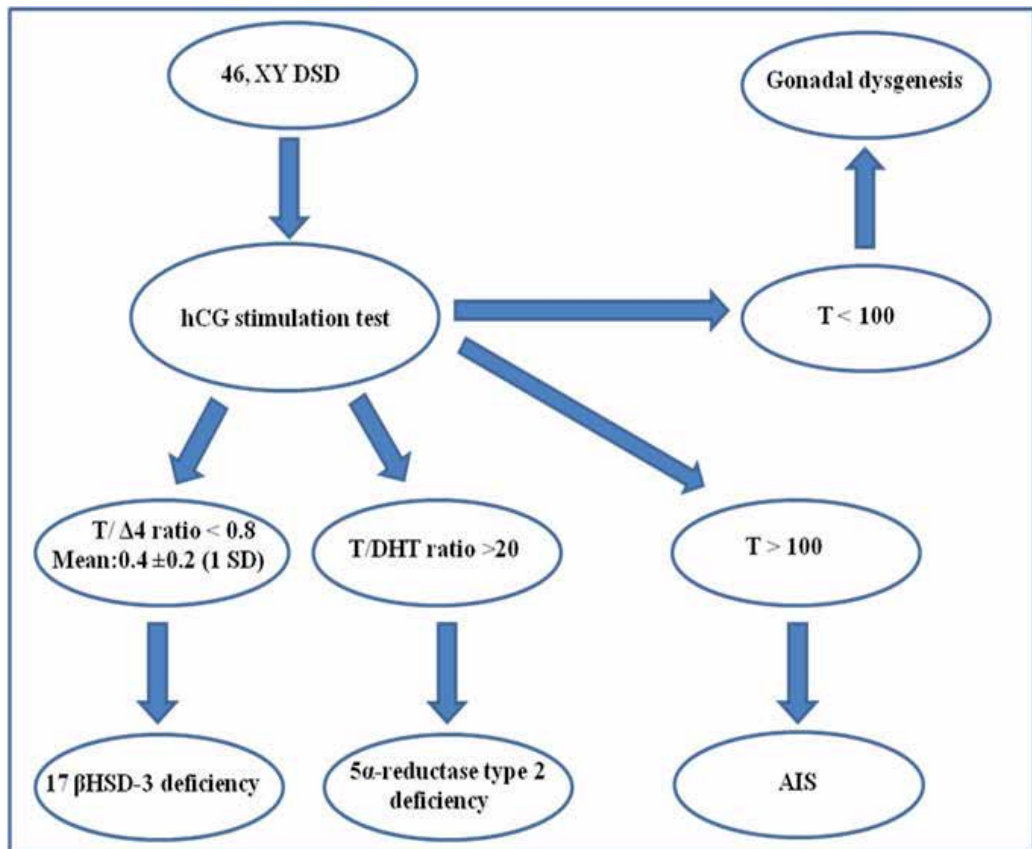 46, XY DSD
Gonadal dysgenesis
hCG stimulation test
T < 100
T/ Δ4 ratio < 0.8
Mean:0.4 ±0.2 (1 SD)
T/DHT ratio >20
T > 100
17 βHSD-3 deficiency
5α-reductase type 2
deficiency
AIS